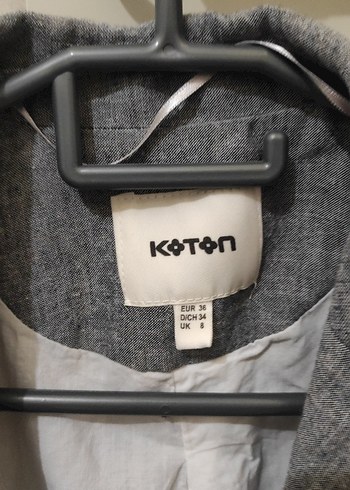 KOTON
EUR 36
D/CH 34
UK 8